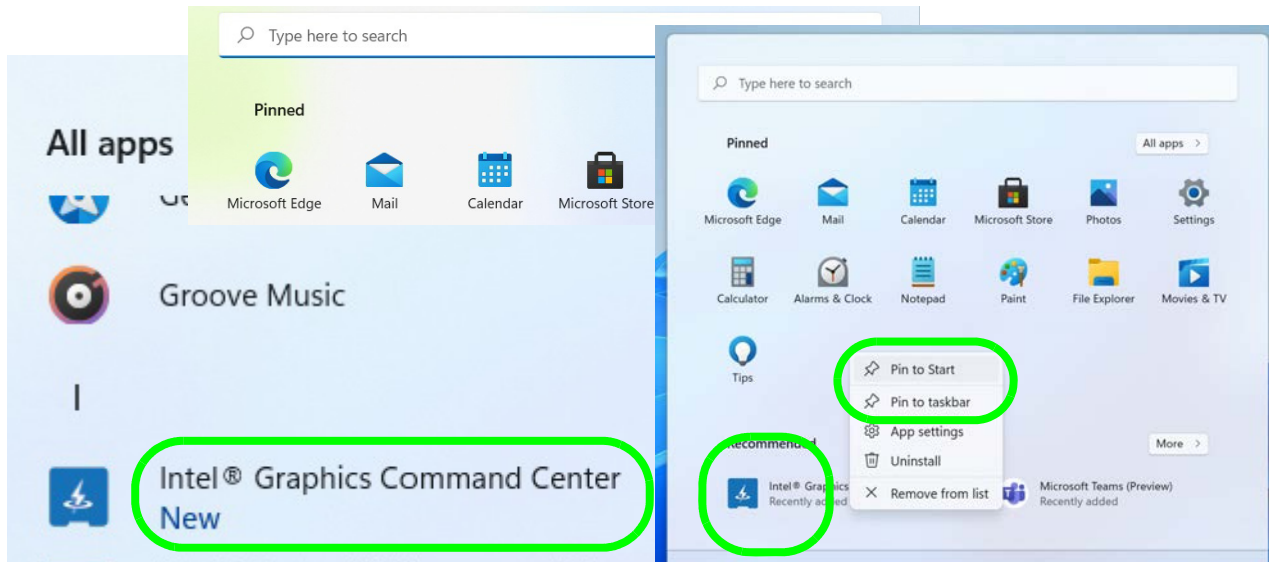 All apps
Groove Music
I
Intel® Graphics Command Center
New
Type here to search
Pinned
Microsoft Edge Mail Calendar Microsoft Store
Type here to search
Pinned All apps >
Microsoft Edge Mail Calendar Microsoft Store Photos Settings
Calculator Alarms & Clock Notepad Paint File Explorer Movies & TV
Tips
Pin to Start
Pin to taskbar
App settings
Uninstall
Remove from list
Recommended More >
Intel® Graphics
Recently added
Microsoft Teams (Preview)
Recently added